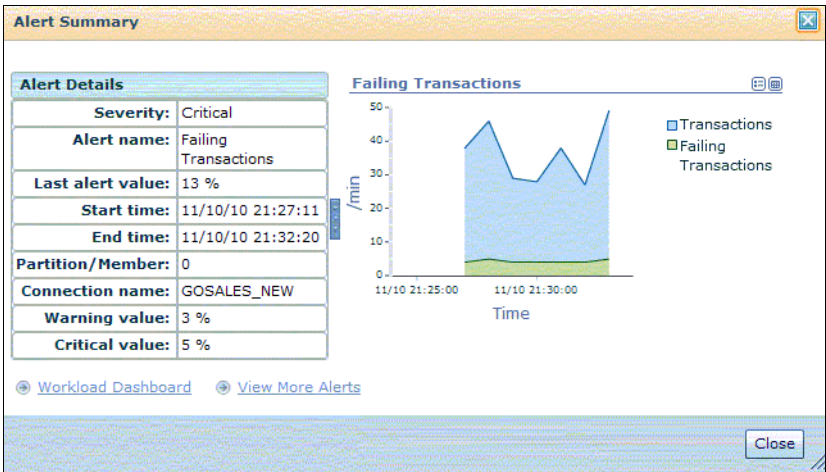 Alert Summary
Alert Details
Severity: Critical
Alert name: Failing
Transactions
Last alert value: 13 %
Start time: 11/10/10 21:27:11
End time: 11/10/10 21:32:20
Partition/Member: 0
Connection name: GOSALES_NEW
Warning value: 3 %
Critical value: 5 %
Failing Transactions
50
40
30
20
10
0
/min
11/10 21:25:00 11/10 21:30:00
Time
Transactions
Failing
Transactions
Workload Dashboard View More Alerts
Close